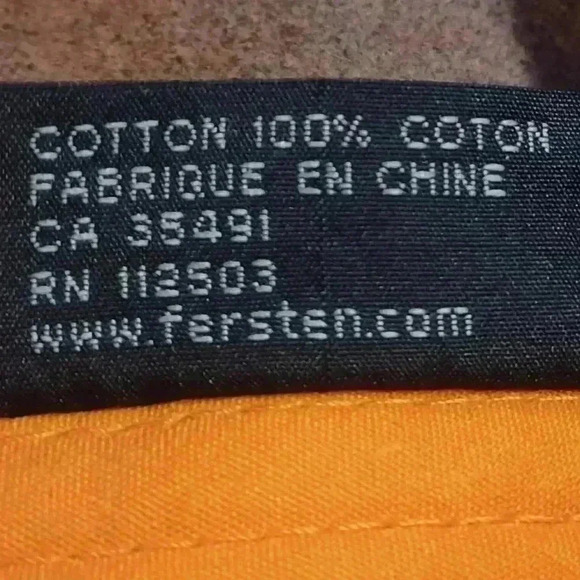 COTTON 100% COTON
FABRIQUE EN CHINE
CA 35491
RN 112503
www.fersten.com